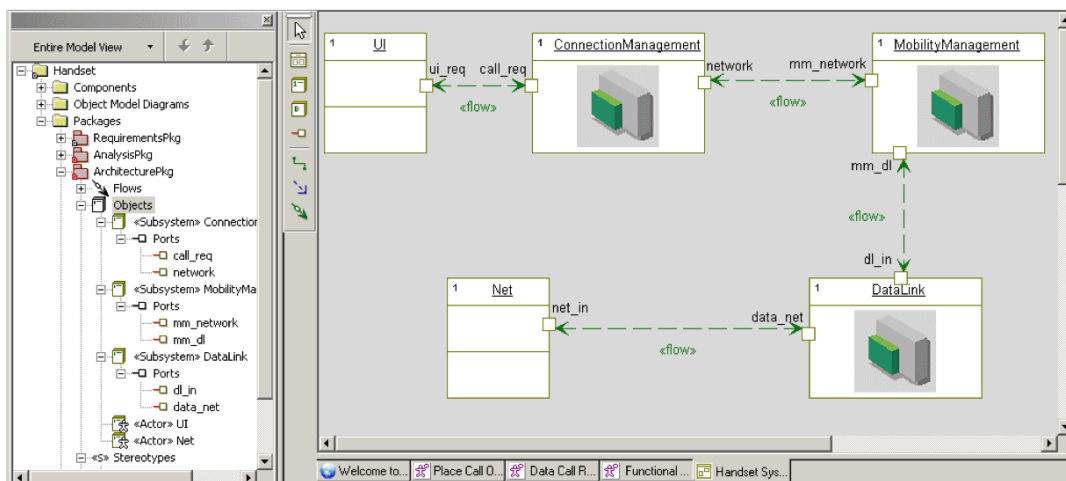 Entire Model View
Handset
Components
Object Model Diagrams
Packages
RequirementsPkg
AnalysisPkg
ArchitecturePkg
Flows
Objects
«Subsystem» Connection
Ports
call_req
network
«Subsystem» MobilityMa
Ports
mm_network
mm_dl
«Subsystem» DataLink
Ports
dl_in
data_net
«Actor» UI
«Actor» Net
«S» Stereotypes
1 UI
ui_req
call_req
«flow»
1 ConnectionManagement
network
mm_network
«flow»
1 MobilityManagement
mm_dl
«flow»
dl_in
1 Net
net_in
data_net
«flow»
1 DataLink
Welcome to...
Place Call O...
Data Call R...
Functional ...
Handset Sys...